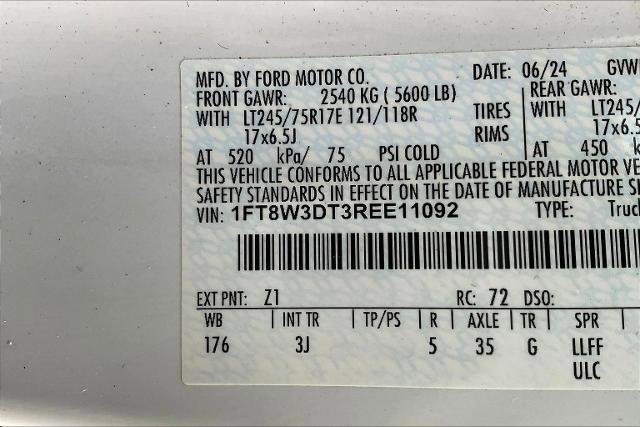 MFD. BY FORD MOTOR CO.
DATE: 06/24
FRONT GAWR: 2540 KG ( 5600 LB)
REAR GAWR:
WITH LT245/75R17E 121/118R TIRES
WITH
17x6.5J RIMS
17x6.5
AT 520 kPa/ 75 PSI COLD
AT 450
THIS VEHICLE CONFORMS TO ALL APPLICABLE FEDERAL MOTOR
SAFETY STANDARDS IN EFFECT ON THE DATE OF MANUFACTURE
VIN: 1FT8W3DT3REE11092
TYPE:
EXT PNT: Z1 RC: 72 DSO:
WB | INT TR | TP/PS | R | AXLE | TR | SPR
176 3J 5 35 G LLFF
ULC